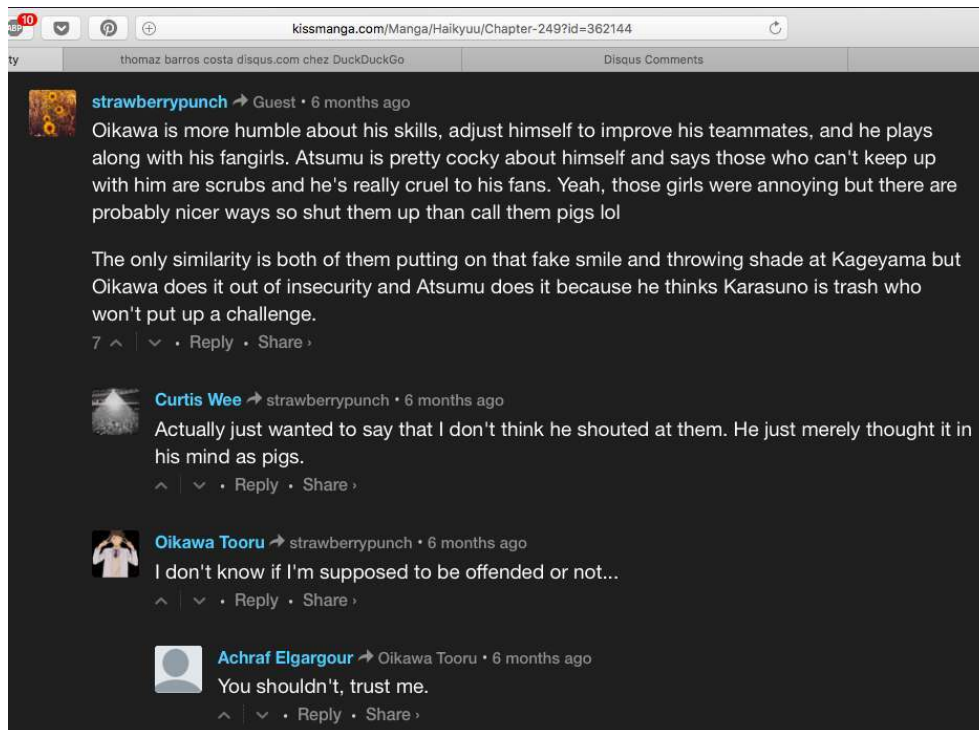 ABP
10
kissmanga.com/Manga/Haikyuu/Chapter-249?id=362144
ty
thomaz barros costa disqus.com chez DuckDuckGo
Disqus Comments
strawberrypunch Guest • 6 months ago
Oikawa is more humble about his skills, adjust himself to improve his teammates, and he plays
along with his fangirls. Atsumu is pretty cocky about himself and says those who can't keep up
with him are scrubs and he's really cruel to his fans. Yeah, those girls were annoying but there are
probably nicer ways so shut them up than call them pigs lol
The only similarity is both of them putting on that fake smile and throwing shade at Kageyama but
Oikawa does it out of insecurity and Atsumu does it because he thinks Karasuno is trash who
won't put up a challenge.
7 • Reply • Share ›
Curtis Wee strawberrypunch • 6 months ago
Actually just wanted to say that I don't think he shouted at them. He just merely thought it in
his mind as pigs.
• Reply • Share ›
Oikawa Tooru strawberrypunch • 6 months ago
I don't know if I'm supposed to be offended or not...
• Reply • Share ›
Achraf Elgargour Oikawa Tooru • 6 months ago
You shouldn't, trust me.
• Reply • Share ›